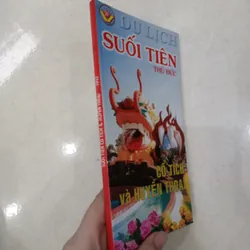 DU LỊCH
SUỐI TIÊN
THỦ ĐỨC
CỔ TÍCH
và HUYỀN THOẠI